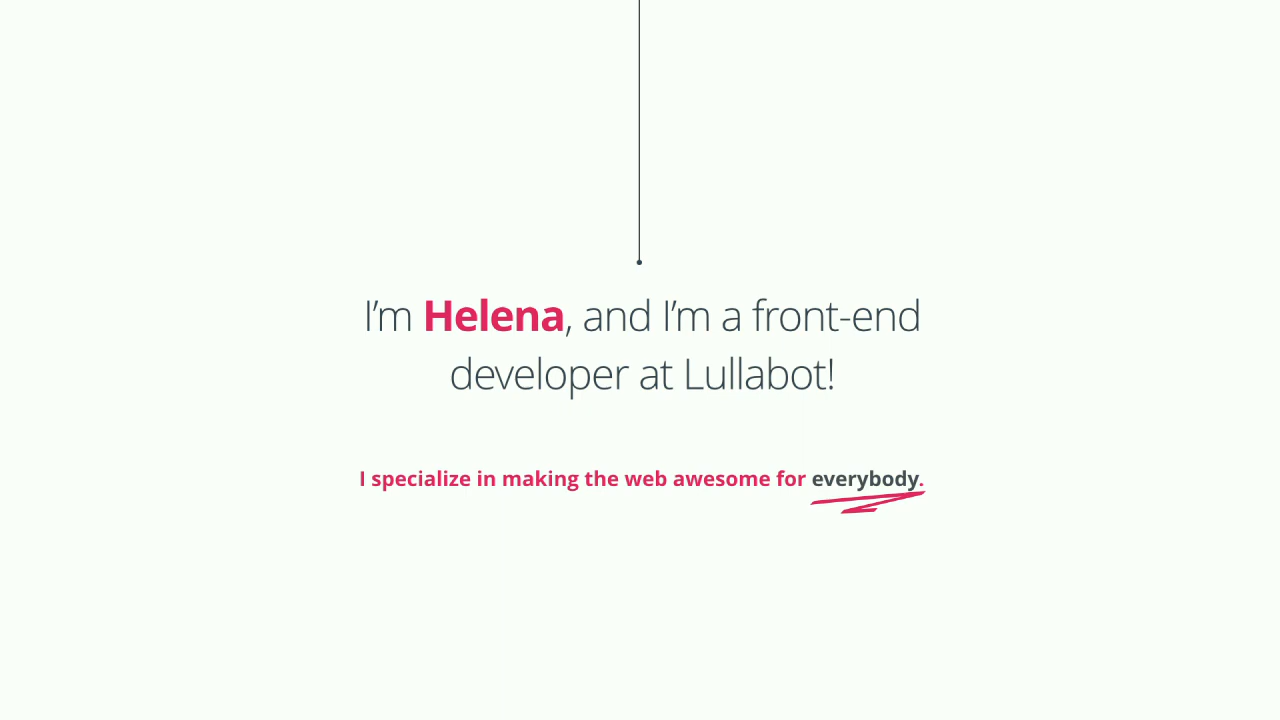 I’m Helena, and I’m a front-end
developer at Lullabot!
I specialize in making the web awesome for everybody.